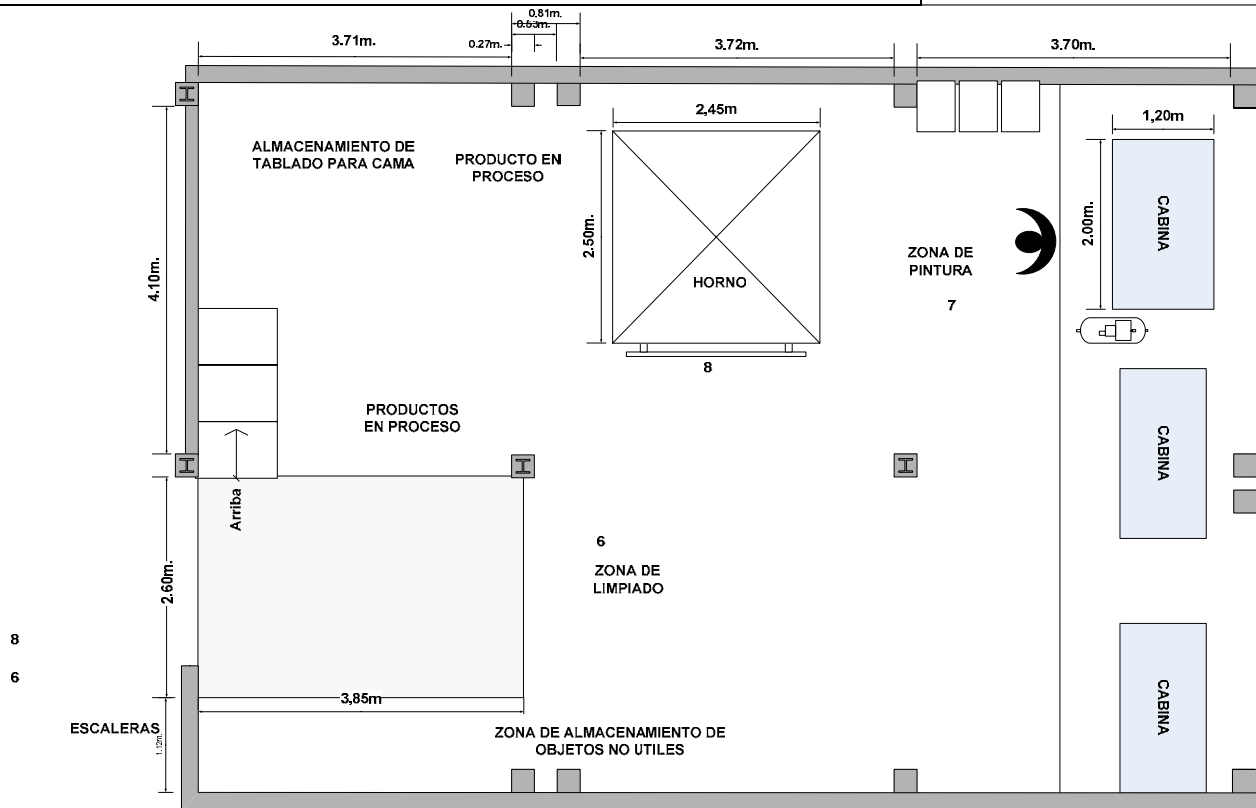 0.81m.
0.63m.
3.71m.
0.27m.
3.72m.
3.70m.
2,45m
1,20m
ALMACENAMIENTO DE
TABLADO PARA CAMA
PRODUCTO EN
PROCESO
2.50m.
2.00m.
CABINA
ZONA DE
PINTURA
4.10m.
HORNO
7
8
PRODUCTOS
EN PROCESO
CABINA
Arriba
6
ZONA DE
LIMPIADO
2.60m.
8
6
3,85m
CABINA
ESCALERAS
1.12m.
ZONA DE ALMACENAMIENTO DE
OBJETOS NO UTILES